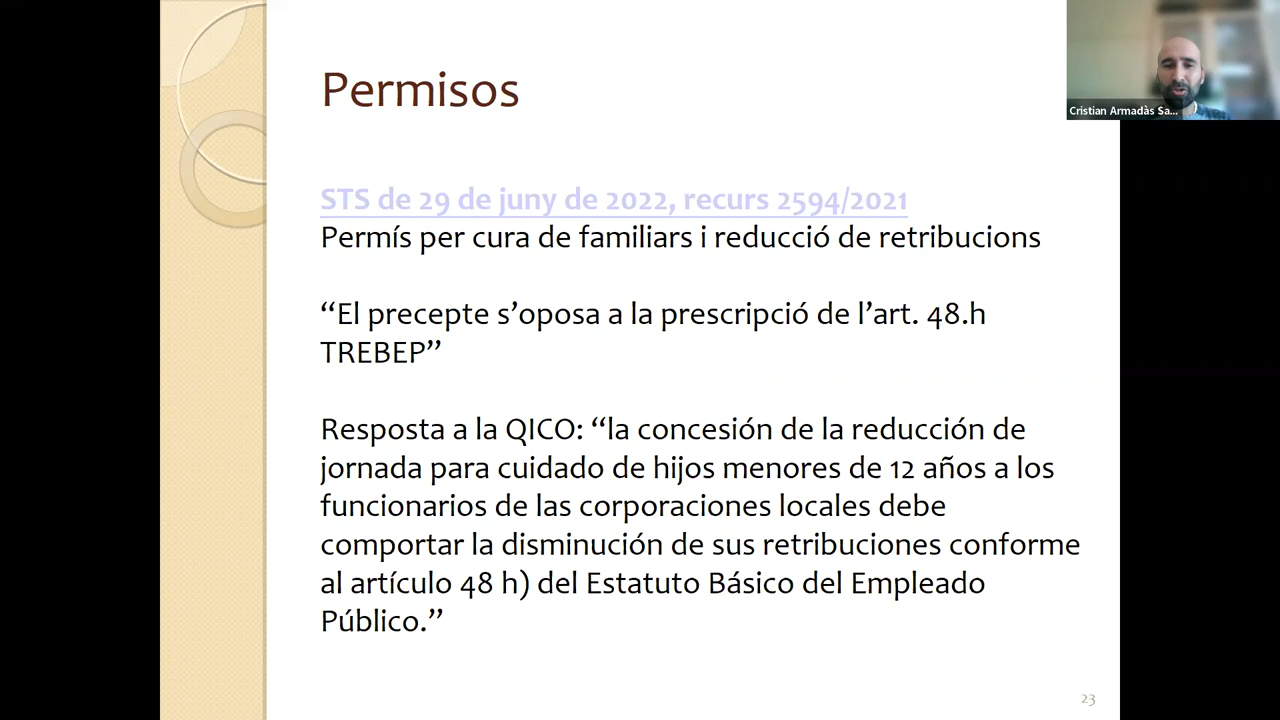 Permisos
Cristian Armadàs Sa...
STS de 29 de juny de 2022, recurs 2594/2021
Permís per cura de familiars i reducció de retribucions
“El precepte s’oposa a la prescripció de l’art. 48.h
TREBEP”
Resposta a la QICO: “la concesión de la reducción de
jornada para cuidado de hijos menores de 12 años a los
funcionarios de las corporaciones locales debe
comportar la disminución de sus retribuciones conforme
al artículo 48 h) del Estatuto Básico del Empleado
Público.”
23